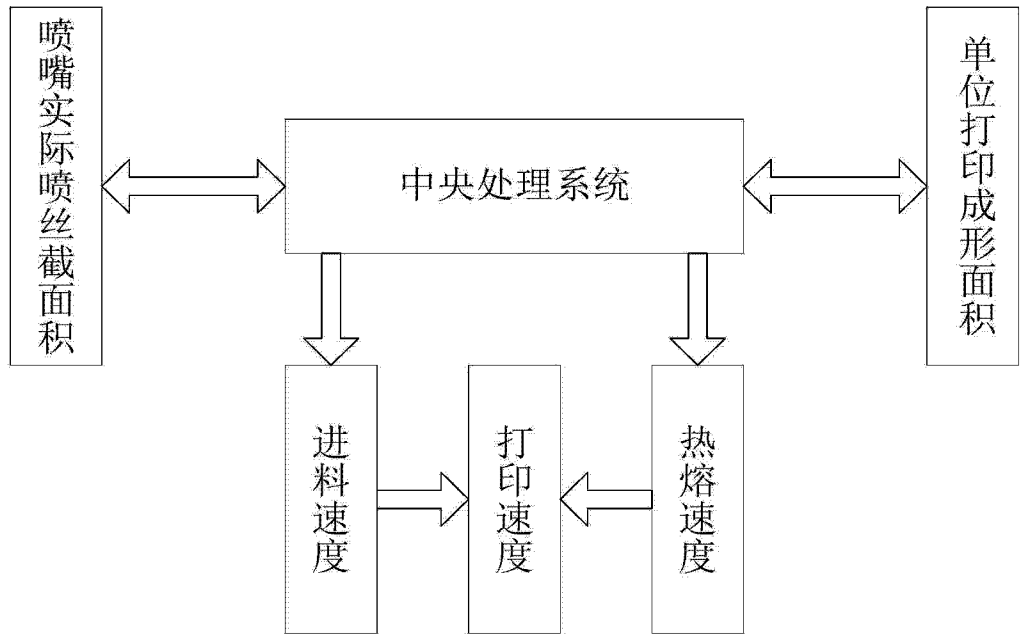 喷嘴实际喷丝截面积
中央处理系统
单位打印成形面积
进料速度
打印速度
热熔速度